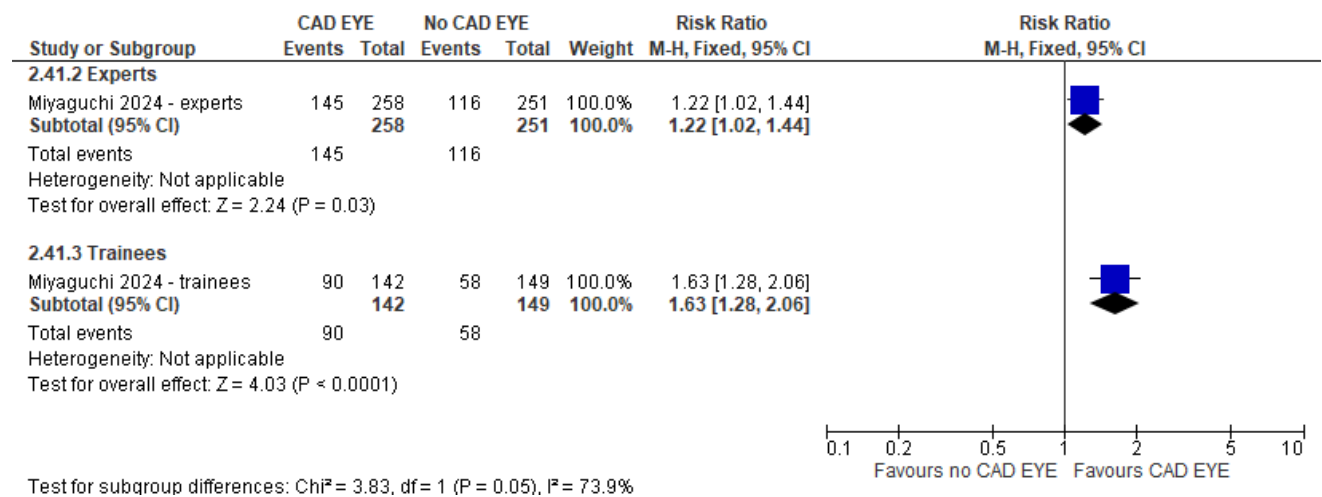 CAD EYE No CAD EYE Risk Ratio Risk Ratio
Study or Subgroup Events Total Events Total Weight M-H, Fixed, 95% CI M-H, Fixed, 95% CI
2.41.2 Experts
Miyaguchi 2024 - experts 145 258 116 251 100.0% 1.22 [1.02, 1.44]
Subtotal (95% CI) 258 251 100.0% 1.22 [1.02, 1.44]
Total events 145 116
Heterogeneity: Not applicable
Test for overall effect: Z = 2.24 (P = 0.03)
2.41.3 Trainees
Miyaguchi 2024 - trainees 90 142 58 149 100.0% 1.63 [1.28, 2.06]
Subtotal (95% CI) 142 149 100.0% 1.63 [1.28, 2.06]
Total events 90 58
Heterogeneity: Not applicable
Test for overall effect: Z = 4.03 (P < 0.0001)
0.1 0.2 0.5 1 2 5 10
Favours no CAD EYE Favours CAD EYE
Test for subgroup differences: Chi² = 3.83, df = 1 (P = 0.05), I² = 73.9%